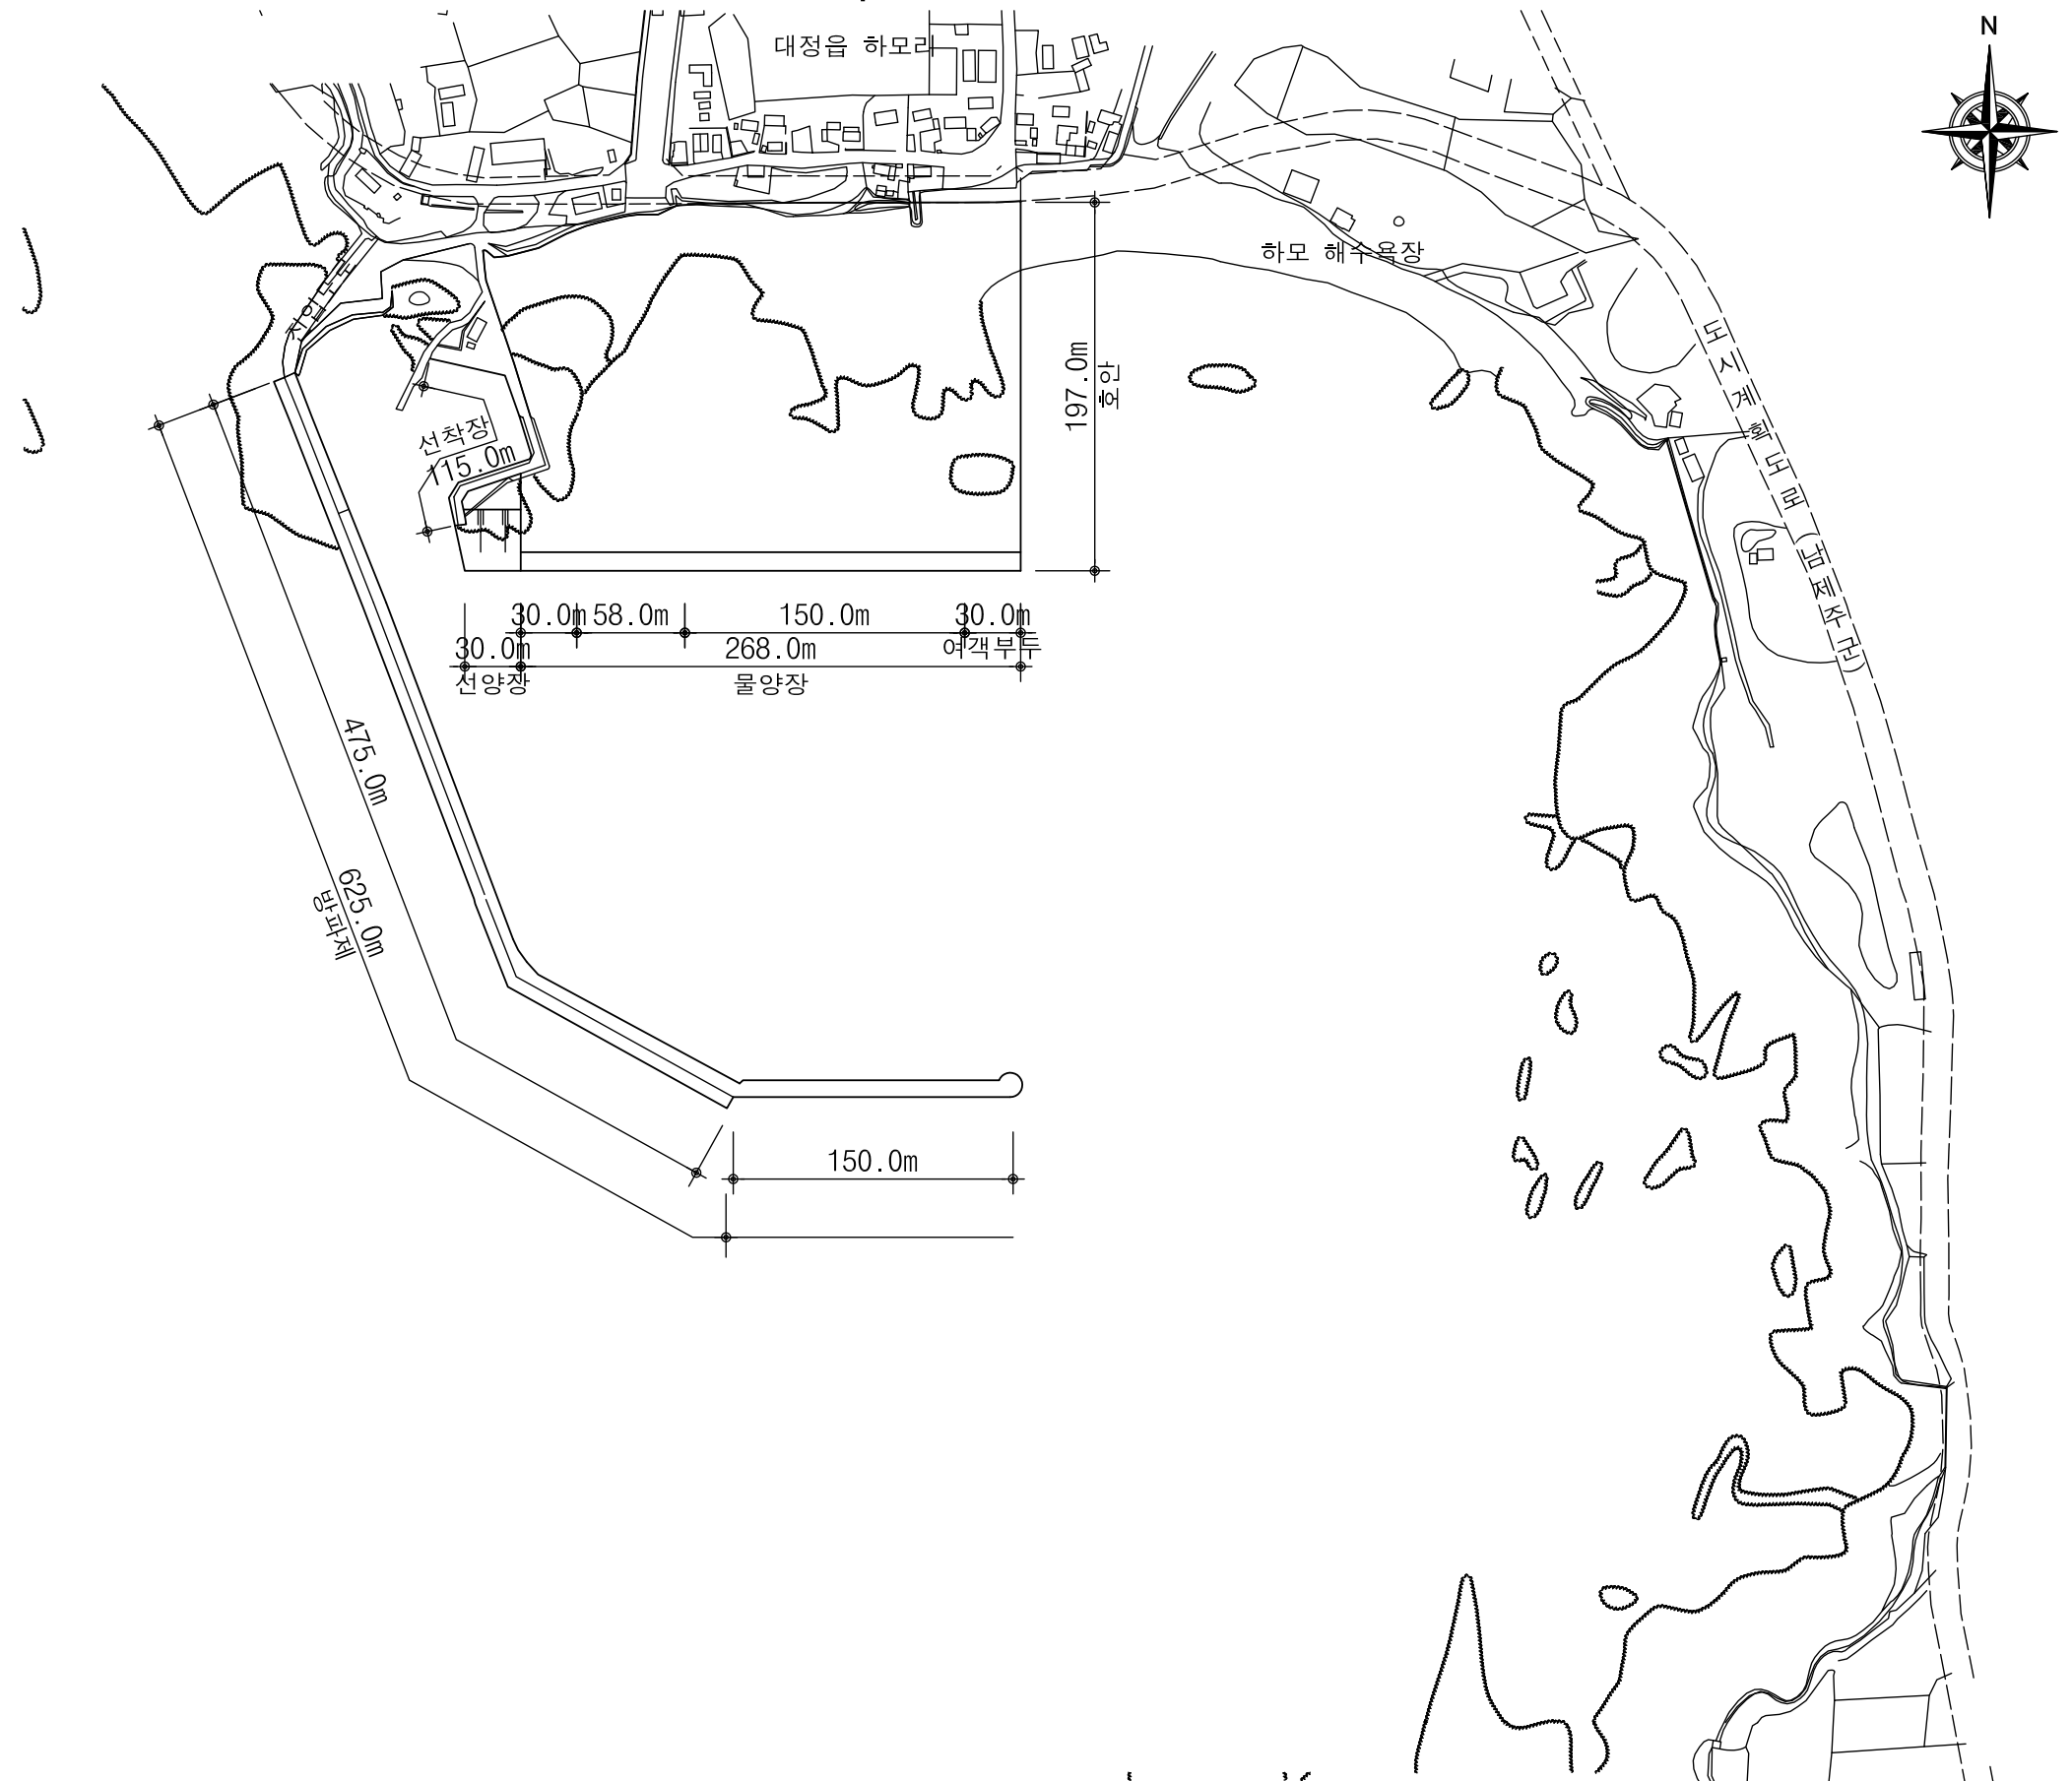 N
대정읍 하모리
하모 해수욕장
197.0m
호안
도시계획도로 (남제주군)
선착장
115.0m
30.0m
58.0m
150.0m
30.0m
여객부두
30.0m
268.0m
선양장
물양장
475.0m
625.0m
방파제
150.0m